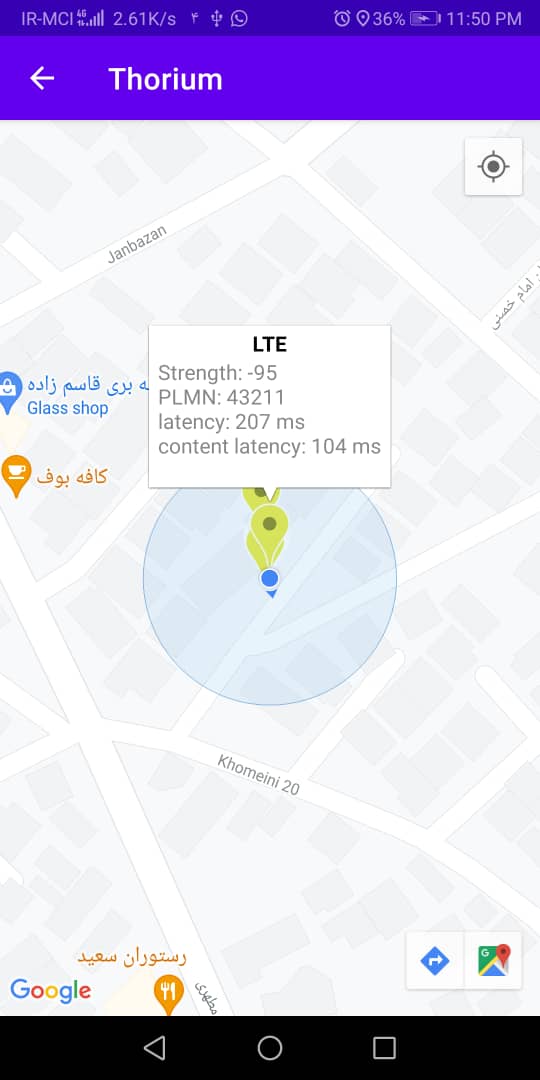 IR-MCI 4G 2.61K/s ۴ 36% 11:50 PM
Thorium
Janbazan
ن امام خمینی
LTE
Strength: -95
PLMN: 43211
latency: 207 ms
content latency: 104 ms
ه بری قاسم زاده
Glass shop
کافه بوف
Khomeini 20
رستوران سعید
مطهری
Google
G